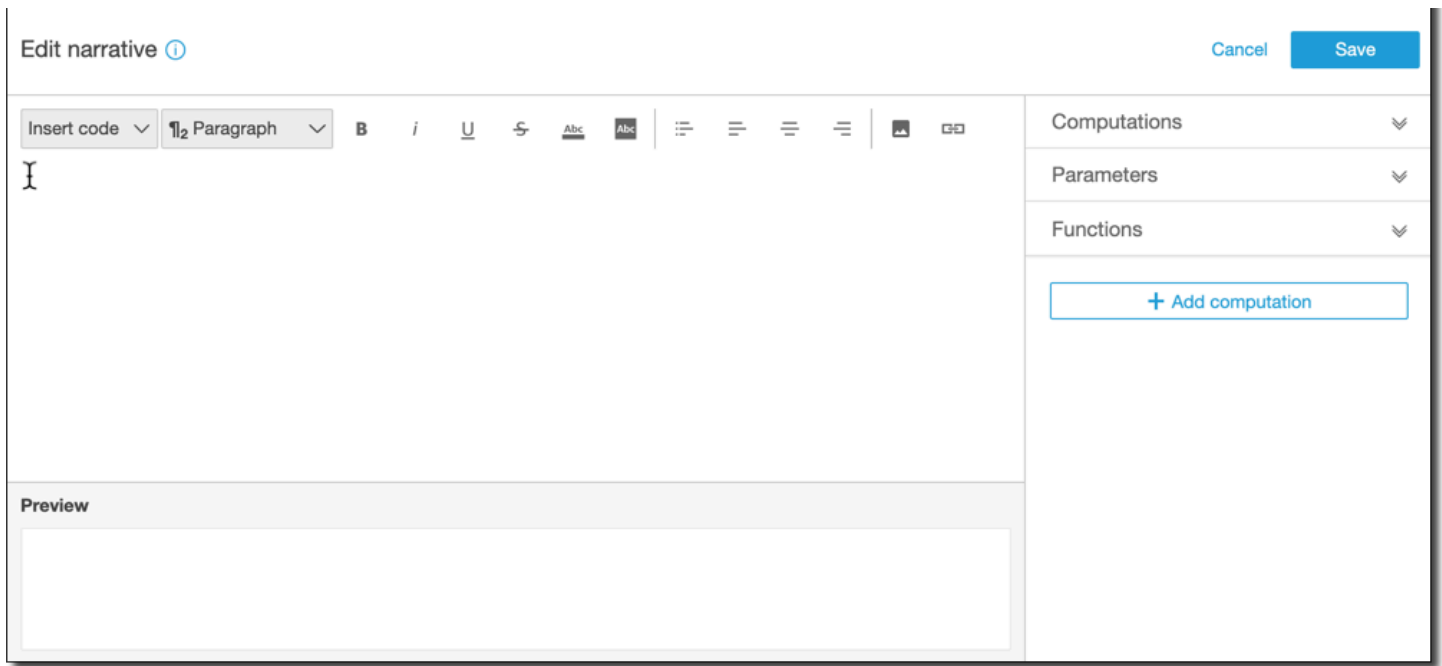 Edit narrative
Cancel
Save
Insert code
¶2 Paragraph
B
i
U
S
Abc
Abc
Computations
Parameters
Functions
+ Add computation
Preview